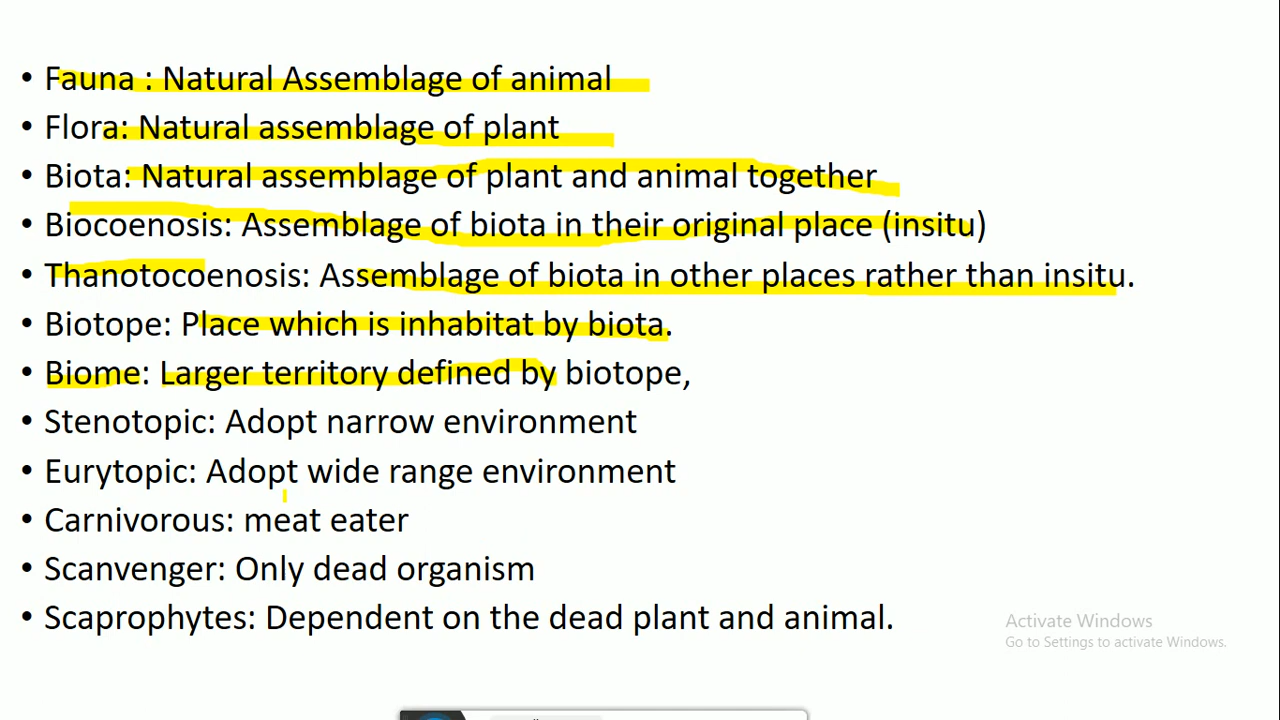 • Fauna : Natural Assemblage of animal
• Flora: Natural assemblage of plant
• Biota: Natural assemblage of plant and animal together
• Biocoenosis: Assemblage of biota in their original place (insitu)
• Thanotocoenosis: Assemblage of biota in other places rather than insitu.
• Biotope: Place which is inhabitat by biota.
• Biome: Larger territory defined by biotope,
• Stenotopic: Adopt narrow environment
• Eurytopic: Adopt wide range environment
• Carnivorous: meat eater
• Scanvenger: Only dead organism
• Scaprophytes: Dependent on the dead plant and animal.
Activate Windows
Go to Settings to activate Windows.